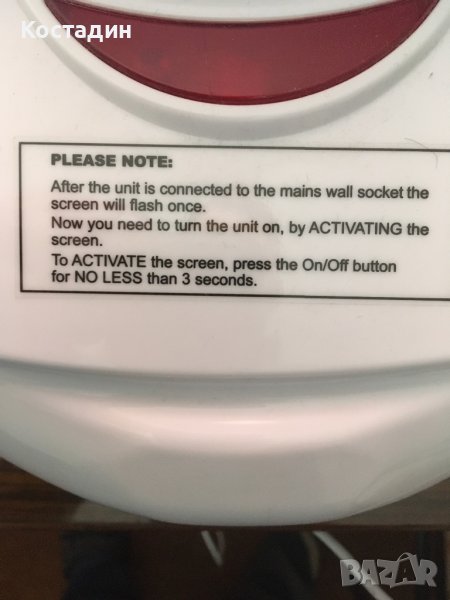 Костадин
PLEASE NOTE:
After the unit is connected to the mains wall socket the
screen will flash once.
Now you need to turn the unit on, by ACTIVATING the
screen.
To ACTIVATE the screen, press the On/Off button
for NO LESS than 3 seconds.
BAZAR